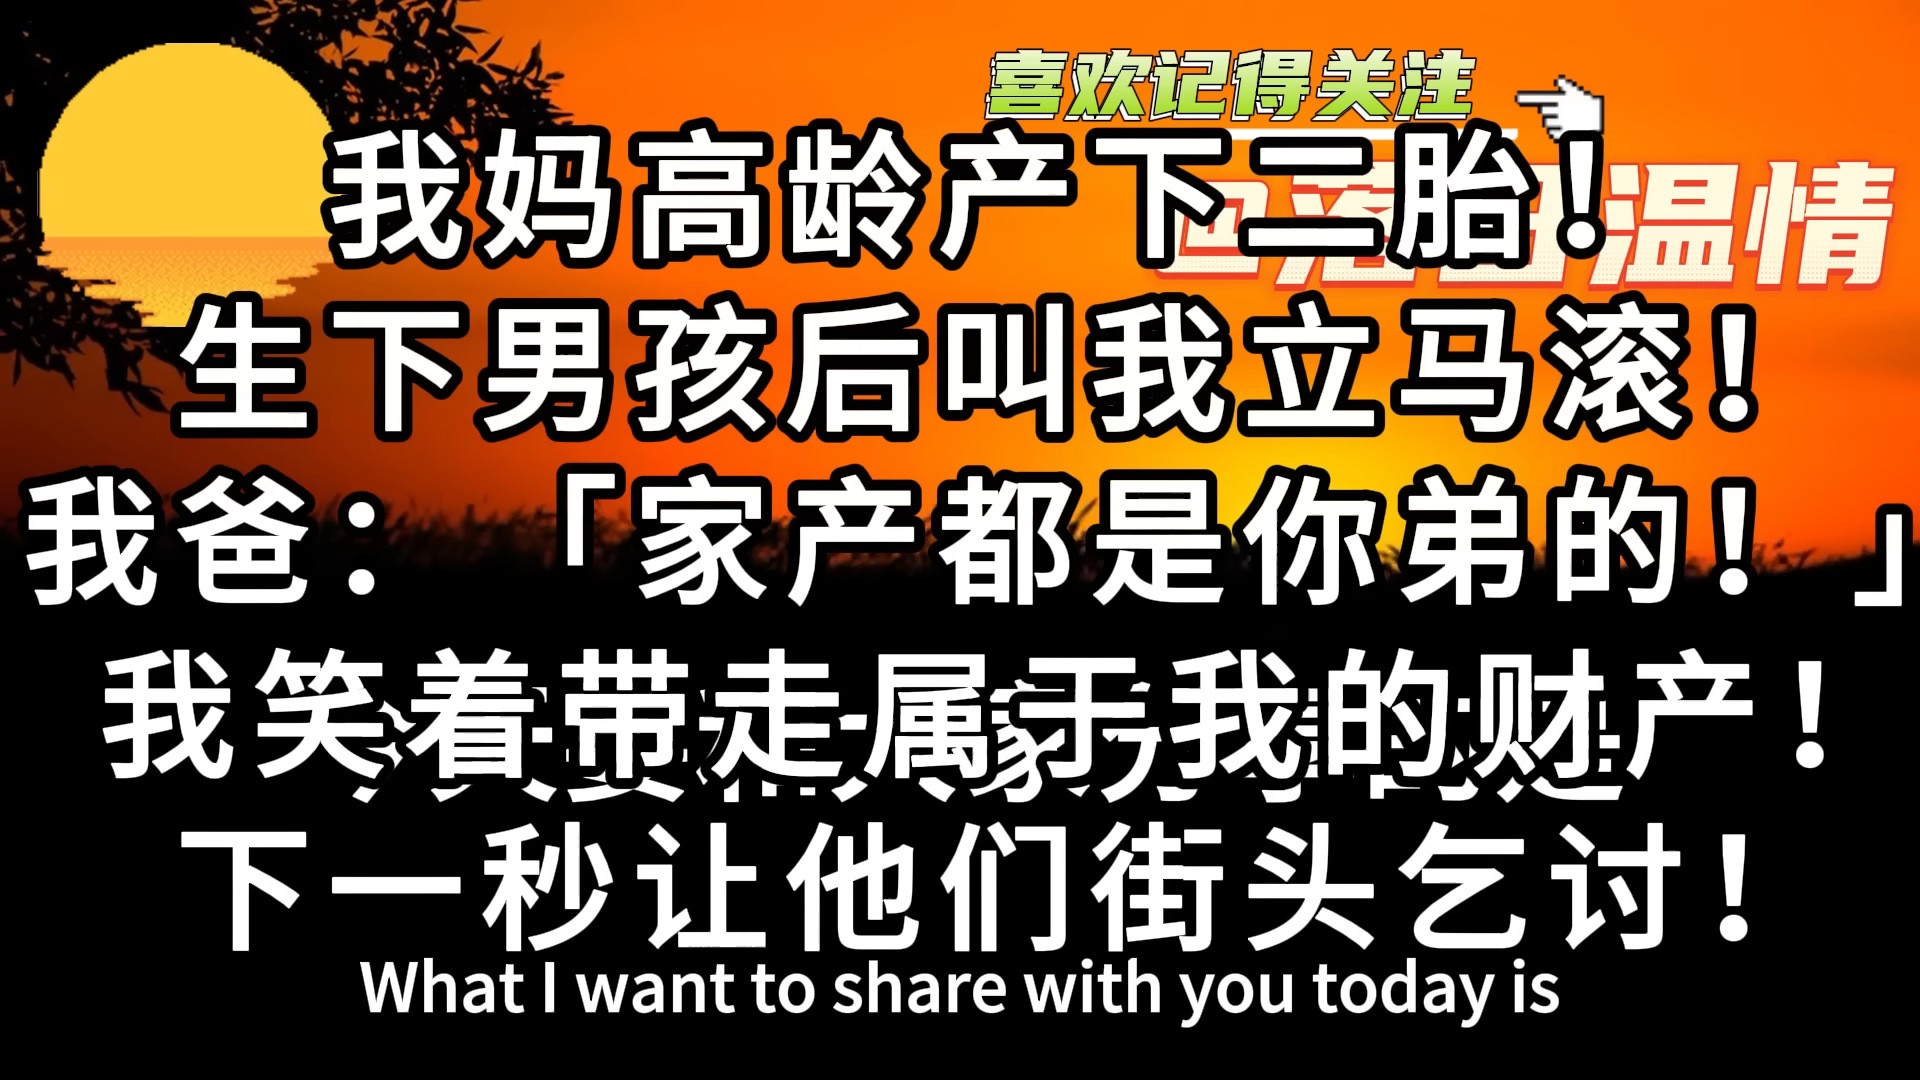 喜欢记得关注
我妈高龄产下二胎！
温情
生下男孩后叫我立马滚！
我爸：「家产都是你弟的！」
我笑着带走属于我的财产！
下一秒让他们街头乞讨！
What I want to share with you today is